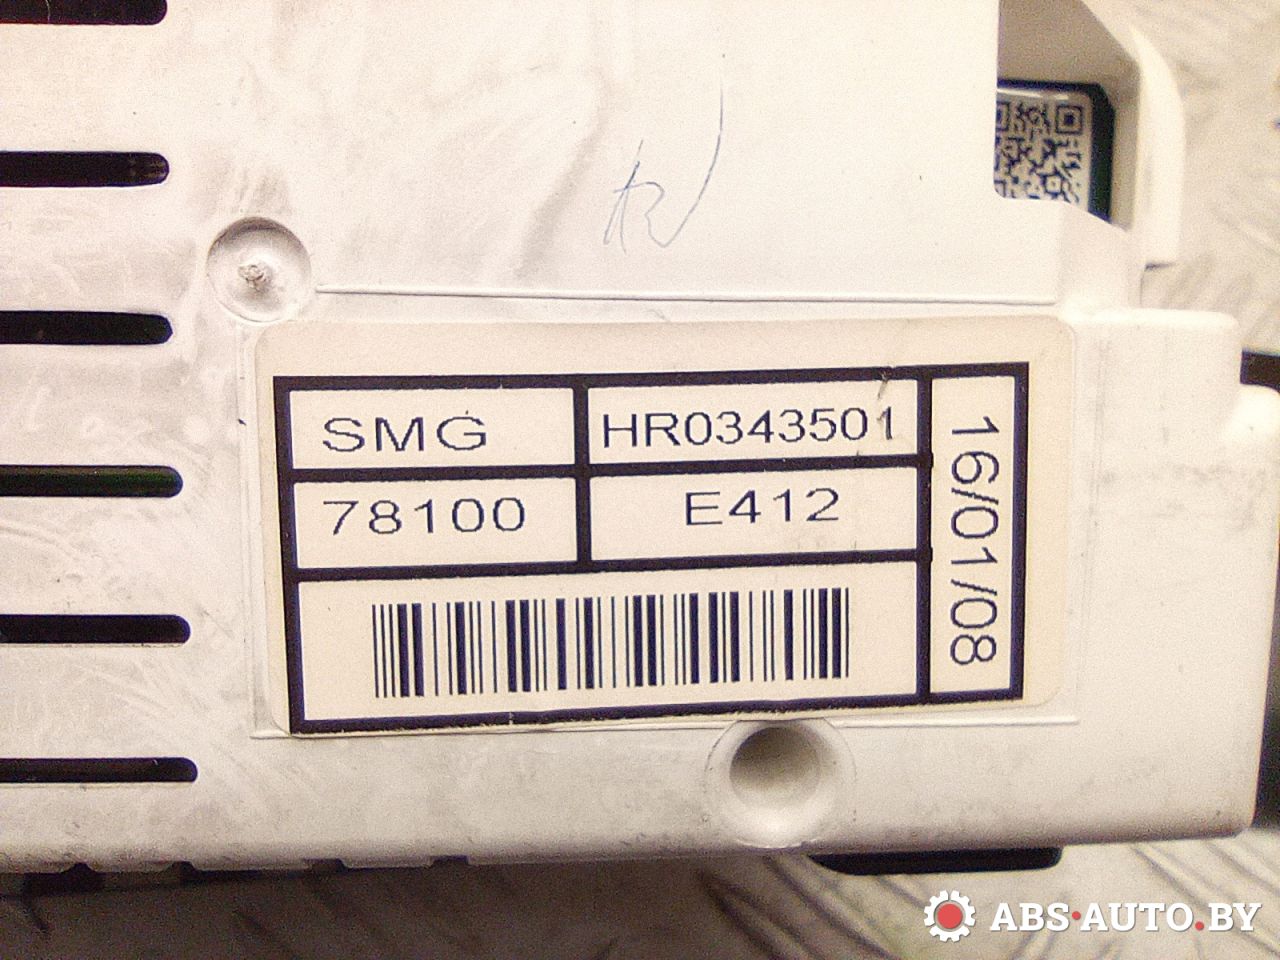 SMG
HR0343501
78100
E412
16/01/08
ABS·AUTO.BY